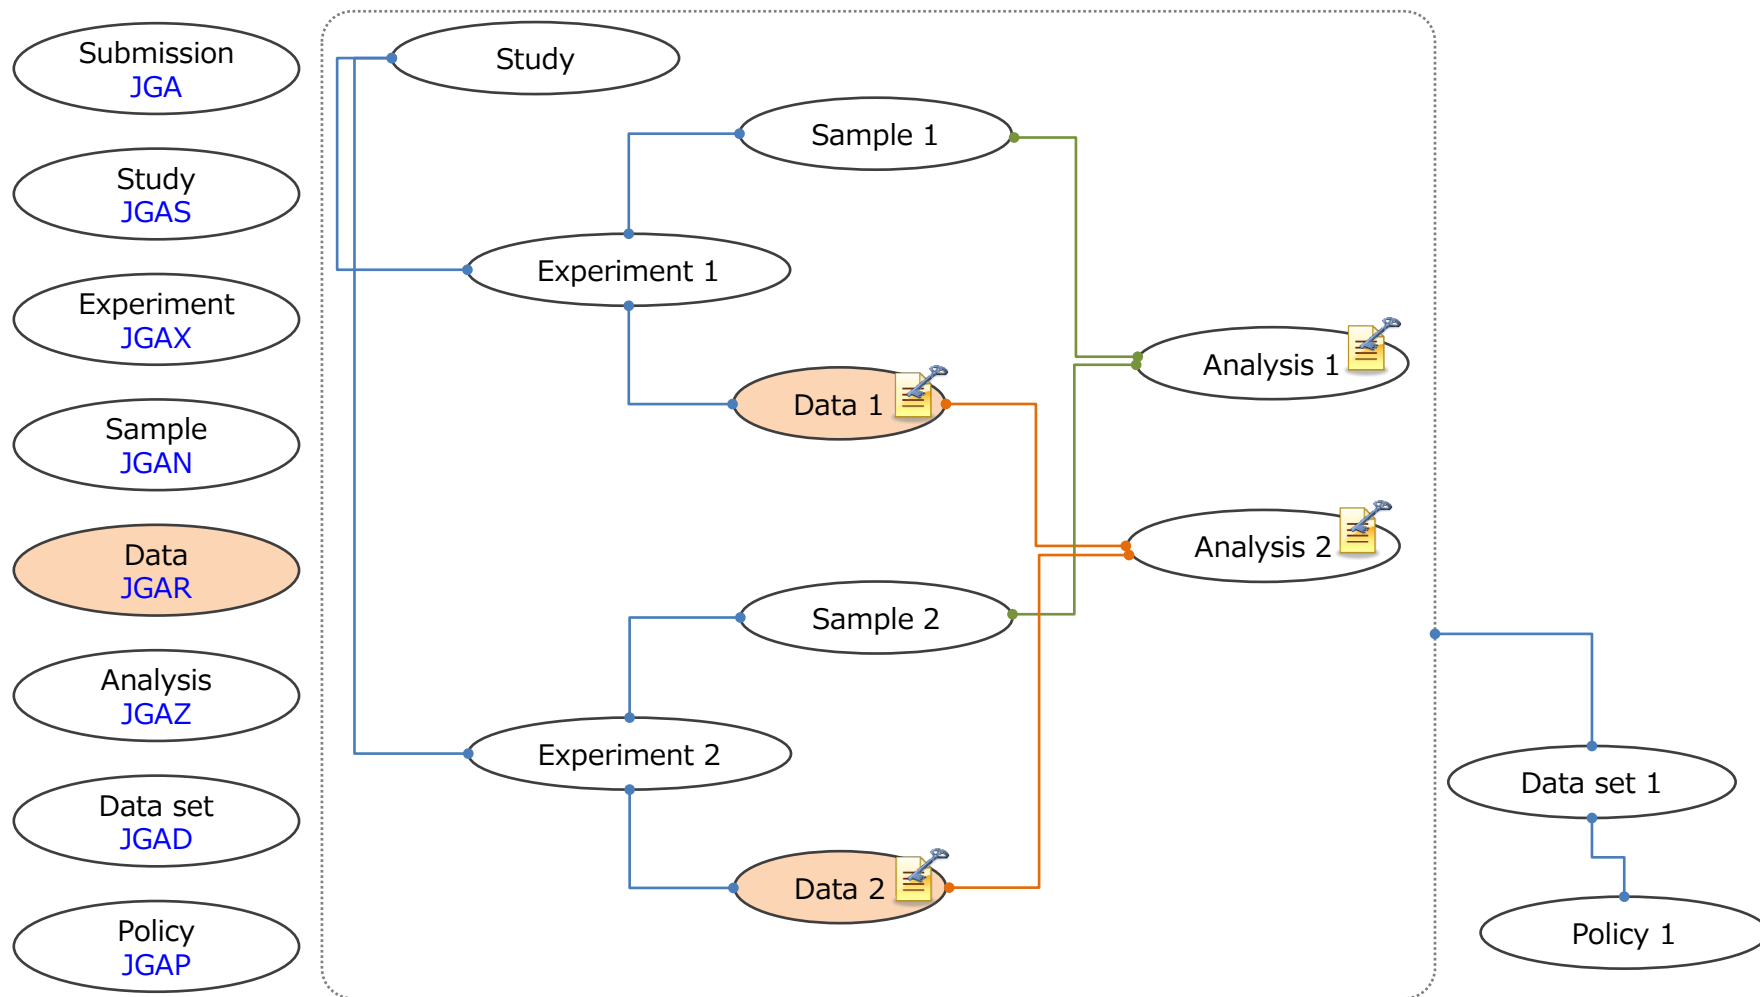 Submission
JGA
Study
JGAS
Experiment
JGAX
Sample
JGAN
Data
JGAR
Analysis
JGAZ
Data set
JGAD
Policy
JGAP
Study
Sample 1
Experiment 1
Data 1
Analysis 1
Analysis 2
Sample 2
Experiment 2
Data 2
Data set 1
Policy 1